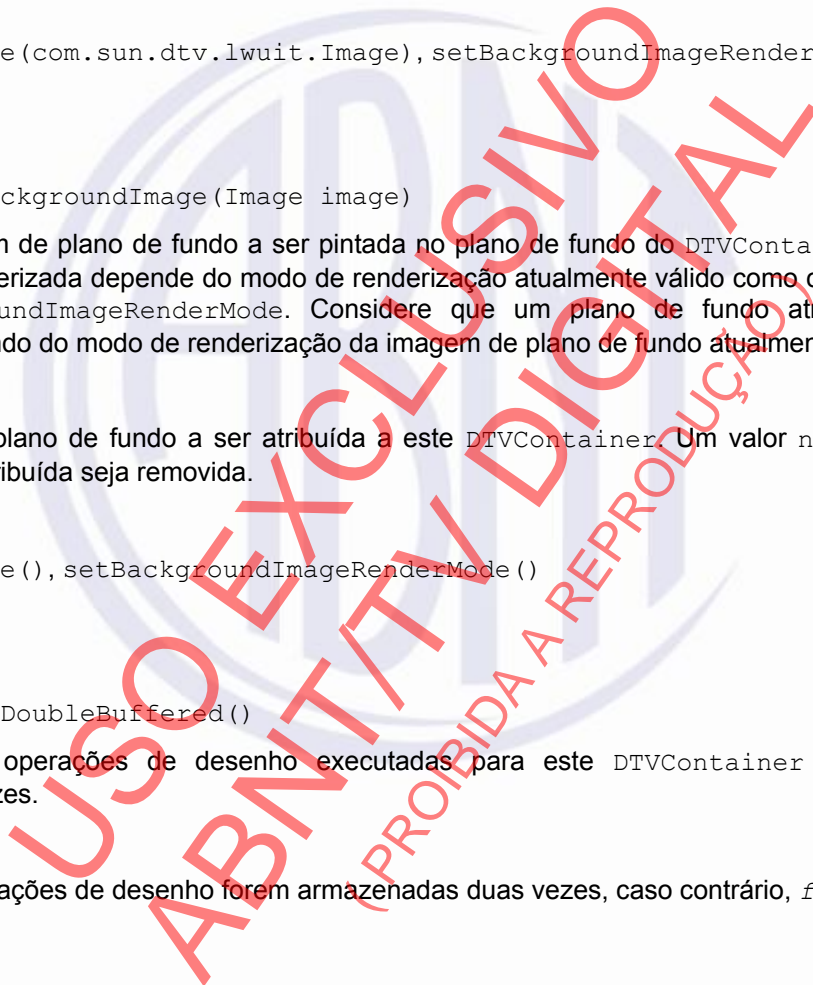 e(com.sun.dtv.lwuit.Image), setBackgroundImageRender
ckgroundImage(Image image)
m de plano de fundo a ser pintada no plano de fundo do DTVConta
erizada depende do modo de renderização atualmente válido como d
undImageRenderMode. Considere que um plano de fundo atr
ndo do modo de renderização da imagem de plano de fundo atualmen
plano de fundo a ser atribuída a este DTVContainer. Um valor n
ribuída seja removida.
e(), setBackgroundImageRenderMode()
DoubleBuffered()
operações de desenho executadas para este DTVContainer
zes.
ações de desenho forem armazenadas duas vezes, caso contrário, f
USO EXCLUSIVO
ABNT/TV DIGITAL
( PROIBIDA A REPRODUÇÃO )
ABNT